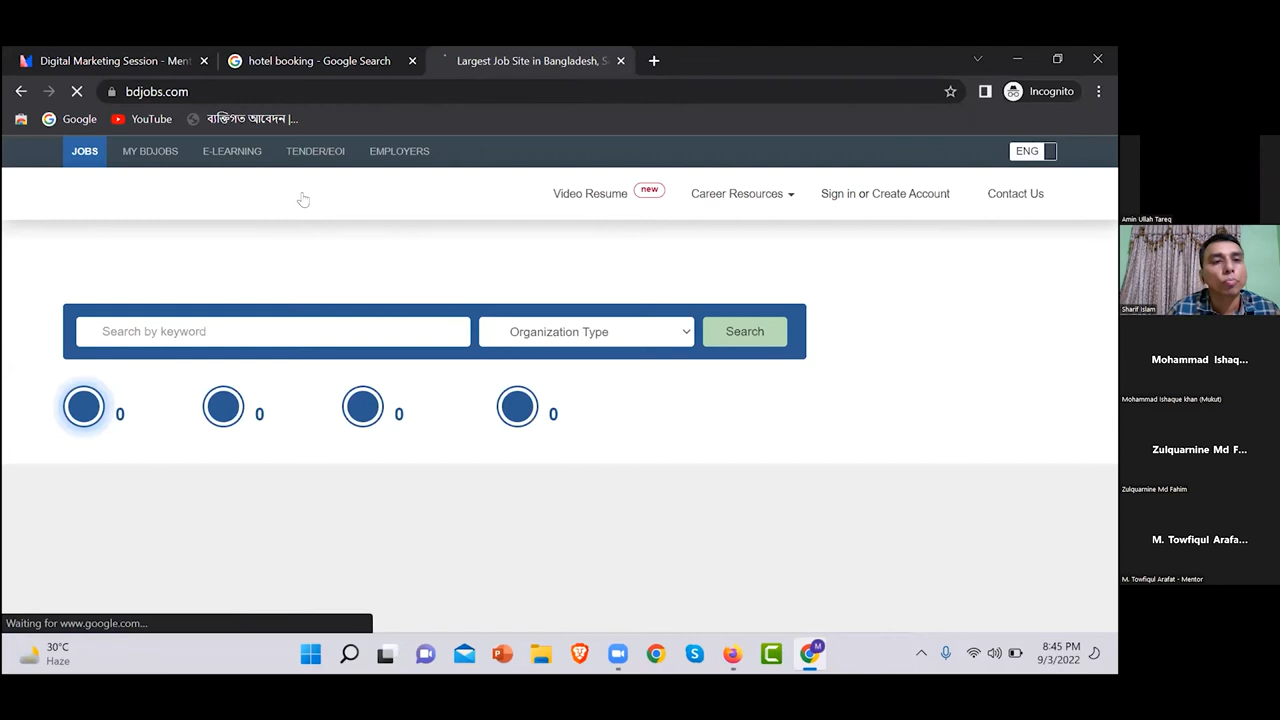 Digital Marketing Session - Ment
hotel booking - Google Search
Largest Job Site in Bangladesh, S
bdjobs.com
Incognito
Google
YouTube
ব্যক্তিগত আবেদন |...
JOBS
MY BDJOBS
E-LEARNING
TENDER/EOI
EMPLOYERS
ENG
Video Resume
new
Career Resources
Sign in or Create Account
Contact Us
Search by keyword
Organization Type
Search
0
0
0
0
Waiting for www.google.com...
30°C
Haze
M
8:45 PM
9/3/2022
Amin Ullah Tareq
Sharif Islam
Mohammad Ishaq...
Mohammad Ishaque khan (Mukut)
Zulquarnine Md F...
Zulquarnine Md Fahim
M. Towfiqul Arafa...
M. Towfiqul Arafat - Mentor